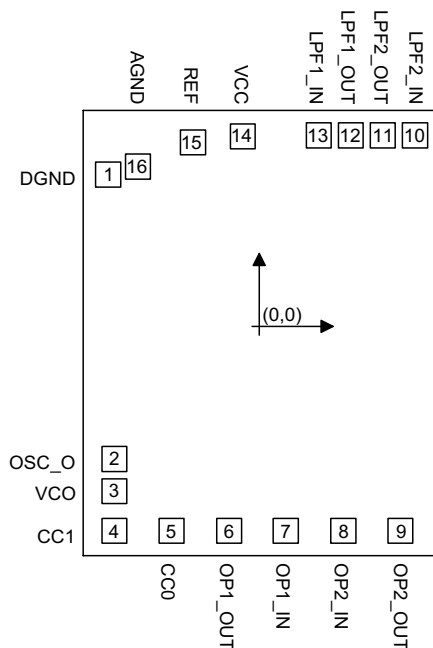 LPF1_IN
LPF1_OUT
LPF2_OUT
LPF2_IN
AGND
REF
VCC
15
14
13
12
11
10
DGND
1
16
(0,0)
OSC_O
2
VCO
3
CC1
4
5
6
7
8
9
CC0
OP1_OUT
OP1_IN
OP2_IN
OP2_OUT